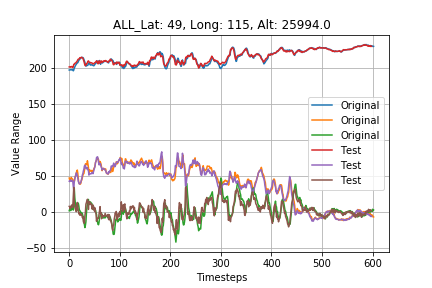 ALL_Lat: 49, Long: 115, Alt: 25994.0
Value Range
200
150
100
50
0
−50
Original
Original
Original
Test
Test
Test
0 100 200 300 400 500 600
Timesteps